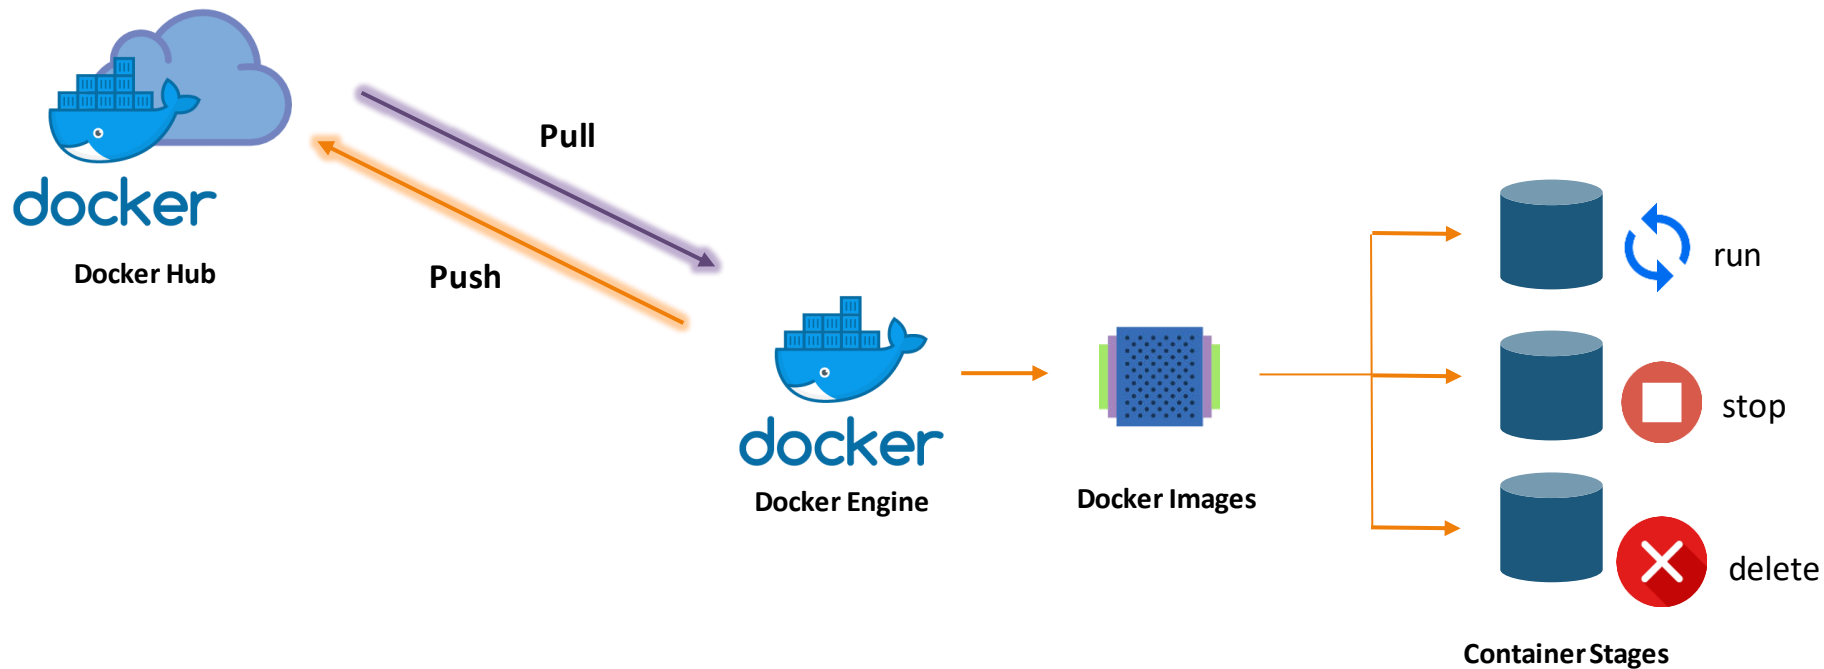 docker
Docker Hub
Pull
Push
docker
Docker Engine
Docker Images
run
stop
delete
Container Stages